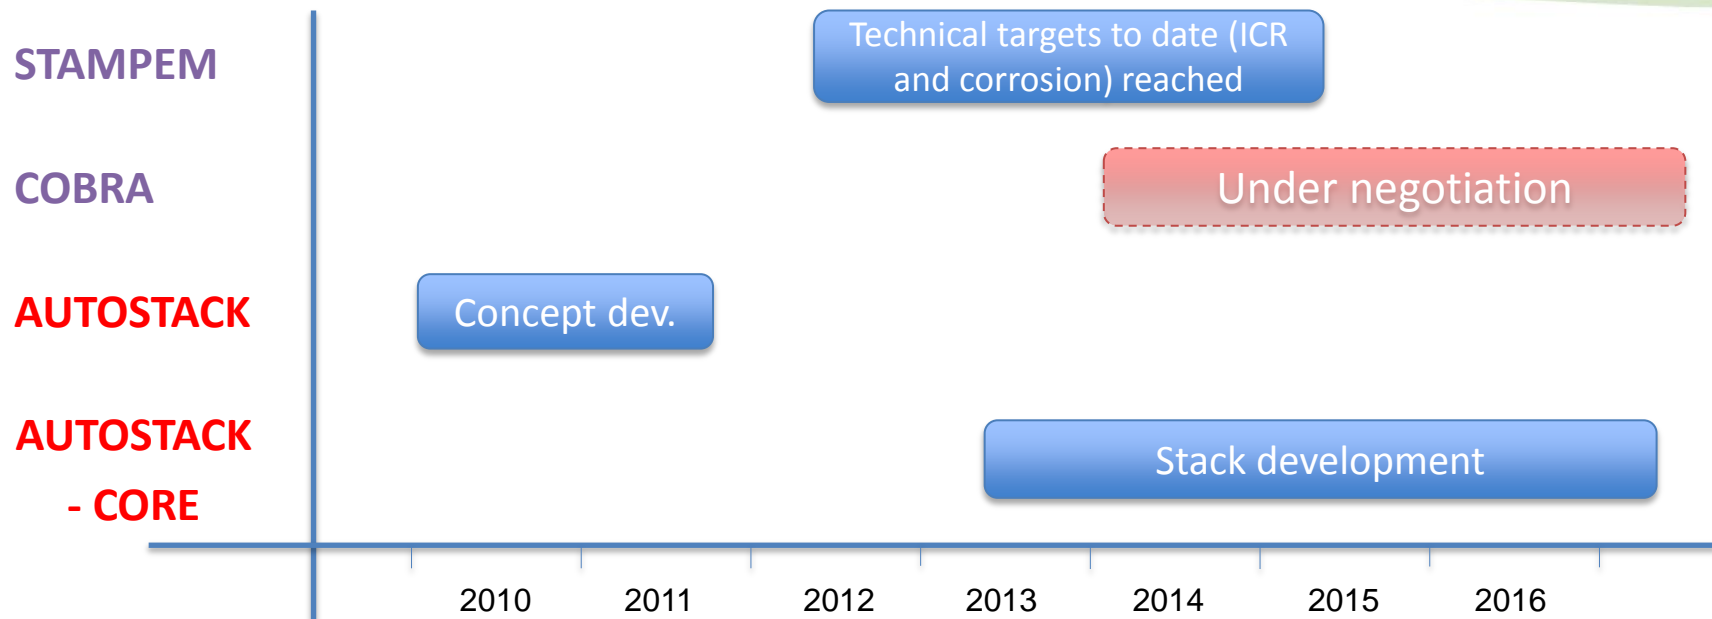 STAMPEM
Technical targets to date (ICR
and corrosion) reached
COBRA
Under negotiation
AUTOSTACK
Concept dev.
AUTOSTACK
- CORE
Stack development
2010 2011 2012 2013 2014 2015 2016